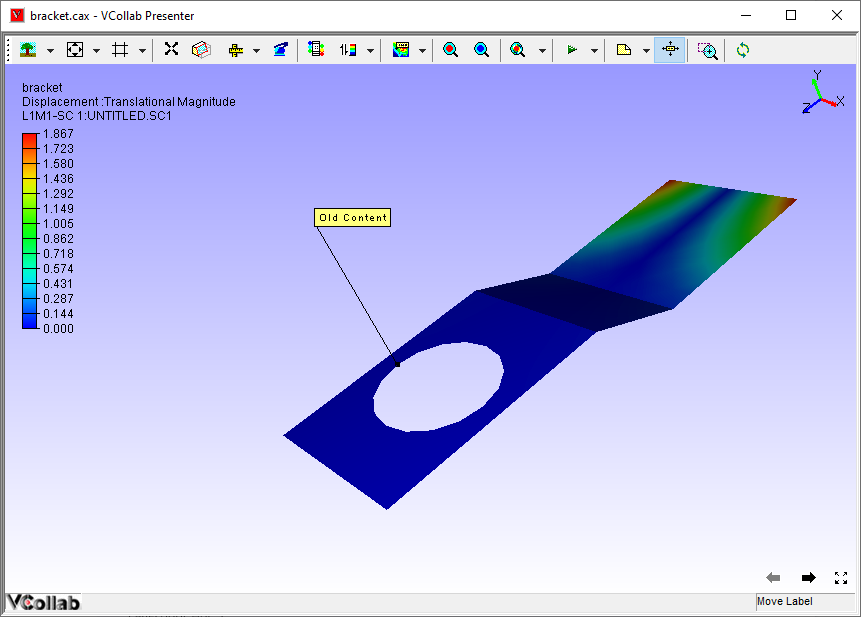 bracket.cax - VCollab Presenter
bracket
Displacement :Translational Magnitude
L1M1-SC 1:UNTITLED.SC1
1.867
1.723
1.580
1.436
1.292
1.149
1.005
0.862
0.718
0.574
0.431
0.287
0.144
0.000
Y
X
Z
Old Content
VCollab
Move Label